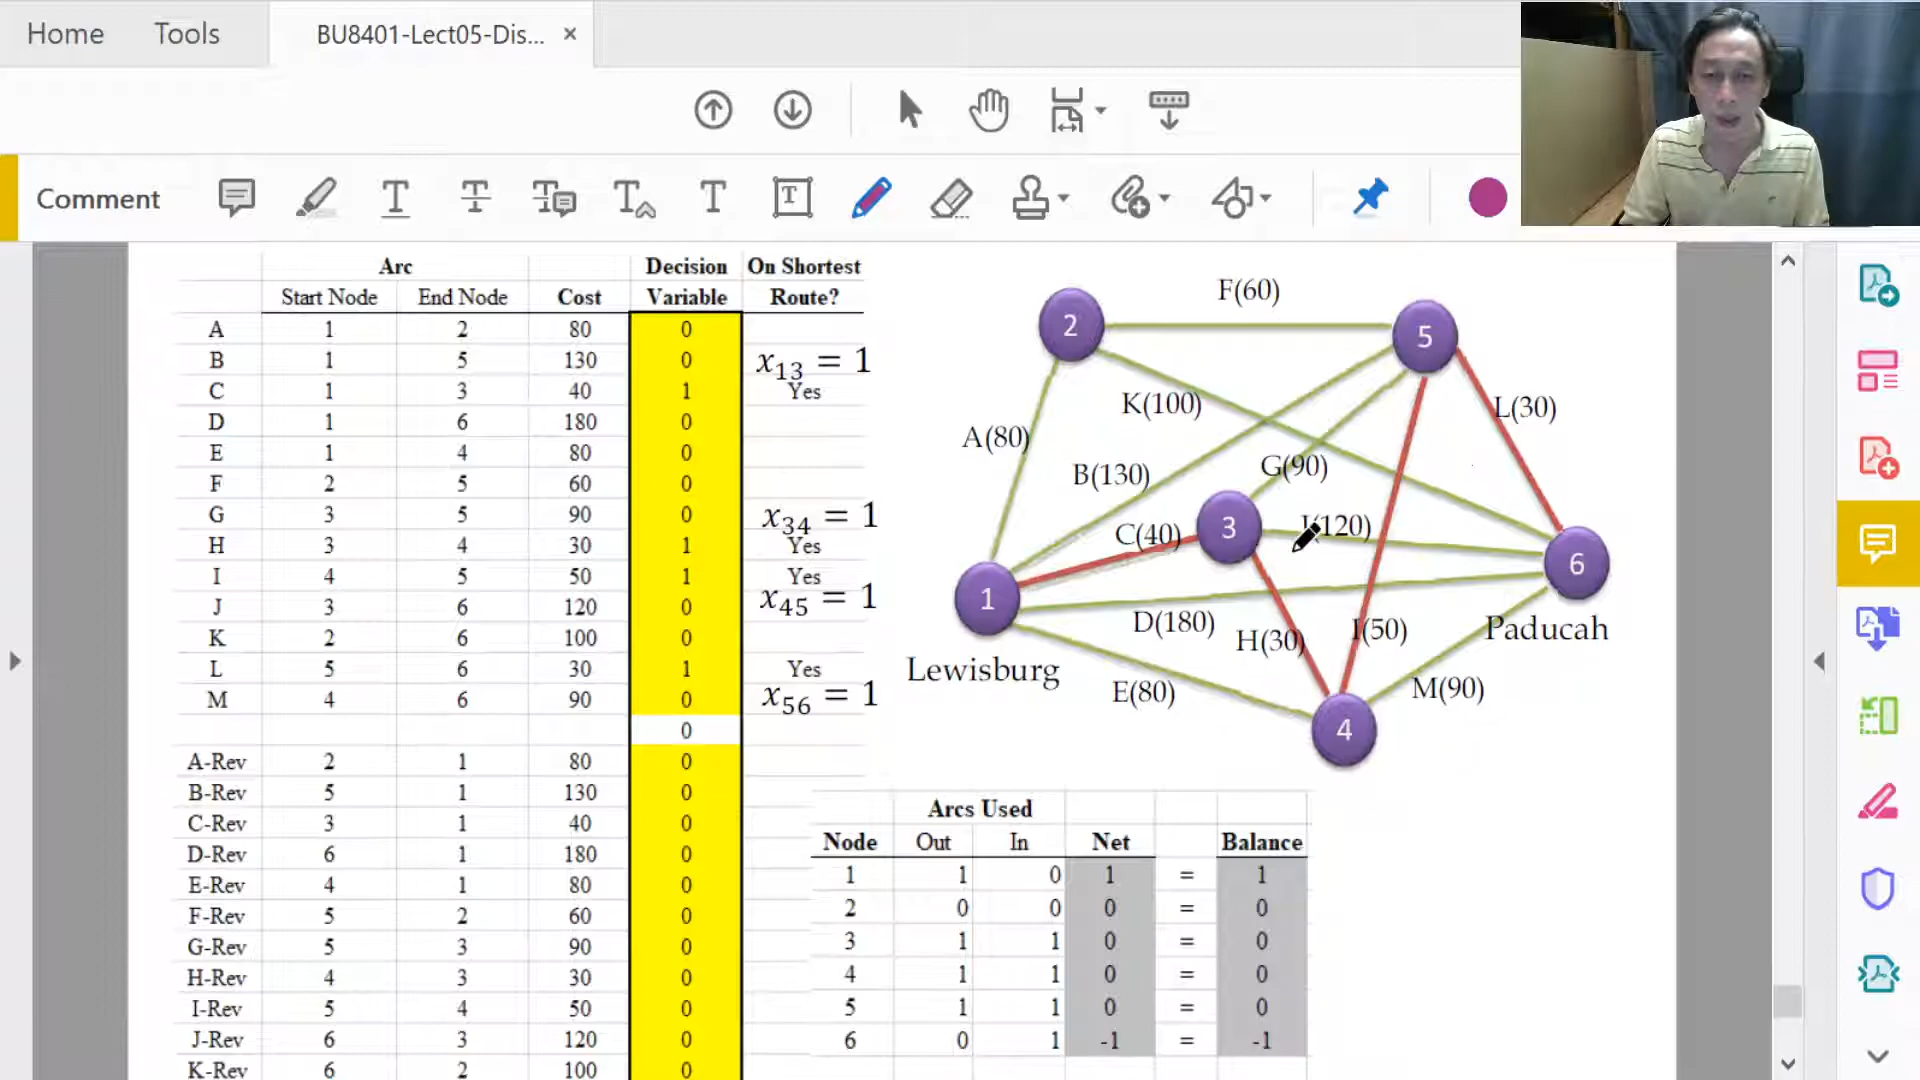 Home Tools BU8401-Lect05-Dis... ×
Comment
Arc Decision On Shortest
Start Node End Node Cost Variable Route?
A 1 2 80 0
B 1 5 130 0 x₁₃ = 1
C 1 3 40 1 Yes
D 1 6 180 0
E 1 4 80 0
F 2 5 60 0
G 3 5 90 0 x₃₄ = 1
H 3 4 30 1 Yes
I 4 5 50 1 Yes
J 3 6 120 0 x₄₅ = 1
K 2 6 100 0
L 5 6 30 1 Yes
M 4 6 90 0 x₅₆ = 1
0
A-Rev 2 1 80 0
B-Rev 5 1 130 0
C-Rev 3 1 40 0
D-Rev 6 1 180 0
E-Rev 4 1 80 0
F-Rev 5 2 60 0
G-Rev 5 3 90 0
H-Rev 4 3 30 0
I-Rev 5 4 50 0
J-Rev 6 3 120 0
K-Rev 6 2 100 0
F(60)
2
5
K(100)
L(30)
A(80)
G(90)
B(130)
3
C(40)
(120)
6
1
D(180)
H(30)
I(50)
Paducah
Lewisburg
E(80)
M(90)
4
Arcs Used
Node Out In Net Balance
1 1 0 1 = 1
2 0 0 0 = 0
3 1 1 0 = 0
4 1 1 0 = 0
5 1 1 0 = 0
6 0 1 -1 = -1